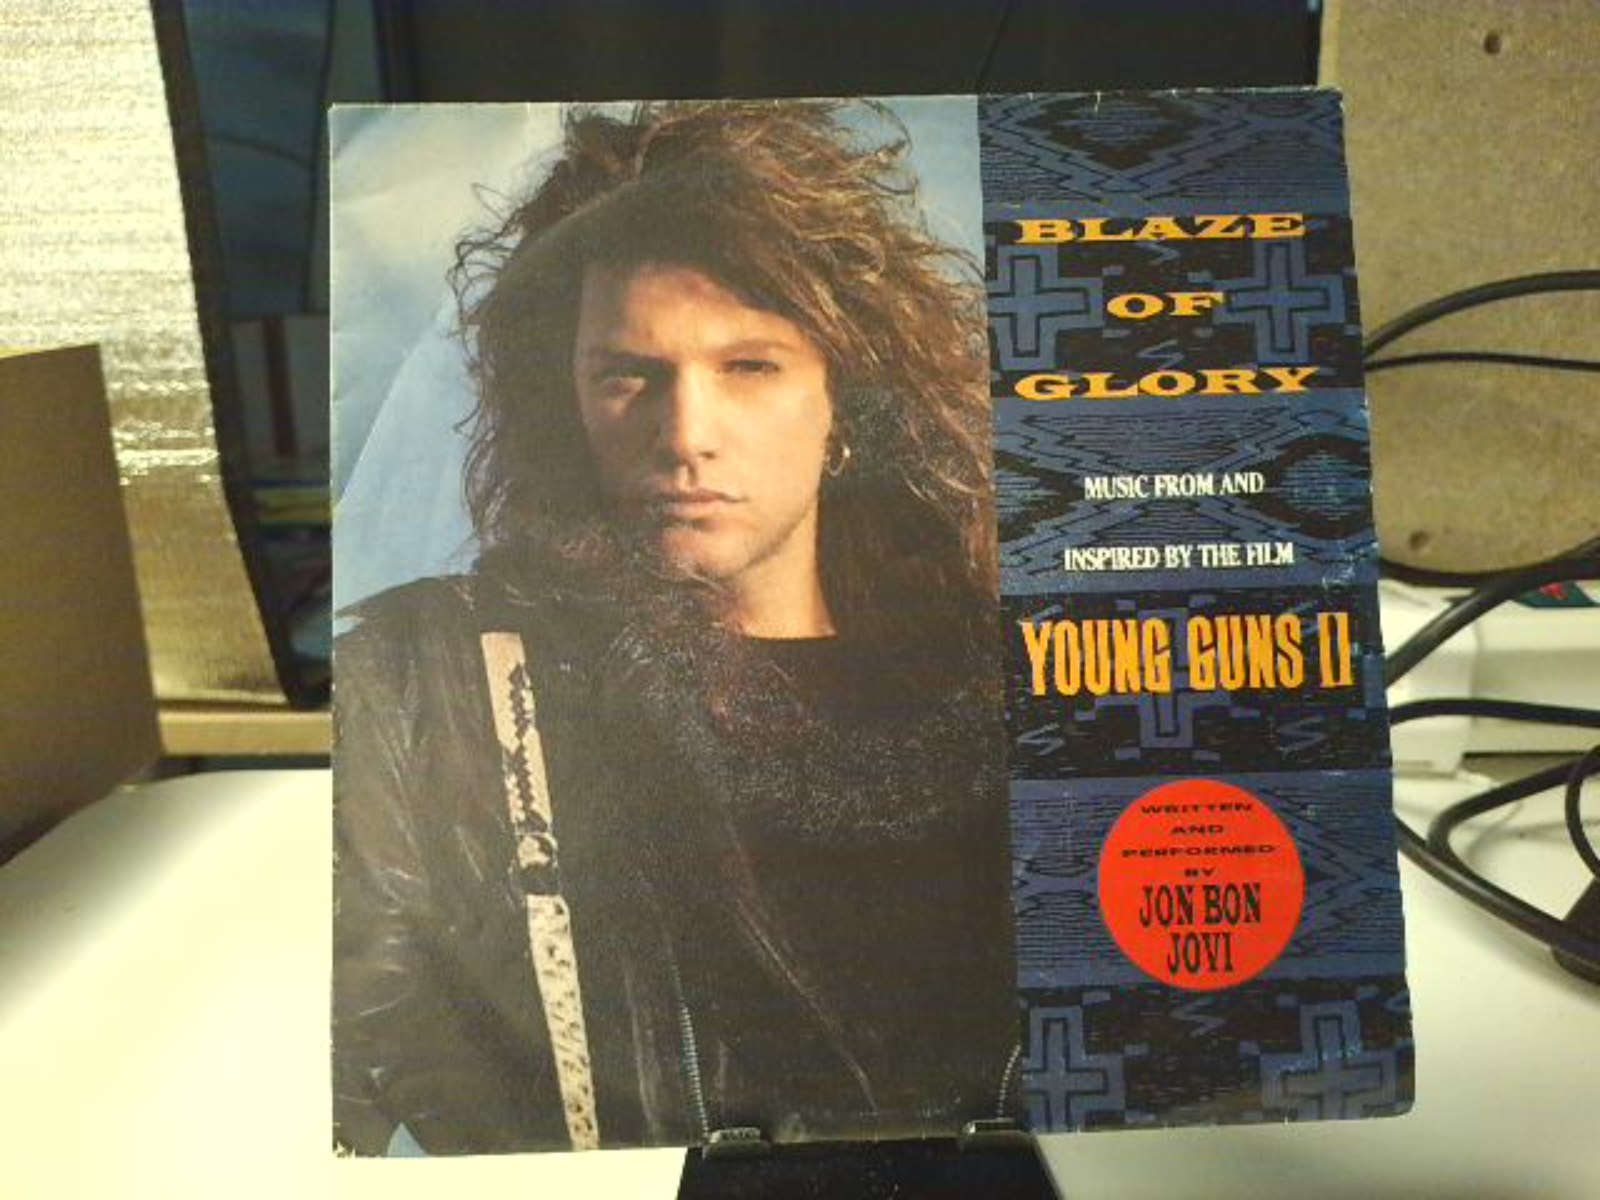 BLAZE
OF
GLORY
MUSIC FROM AND
INSPIRED BY THE FILM
YOUNG GUNS II
WRITTEN
AND
PERFORMED
BY
JON BON
JOVI